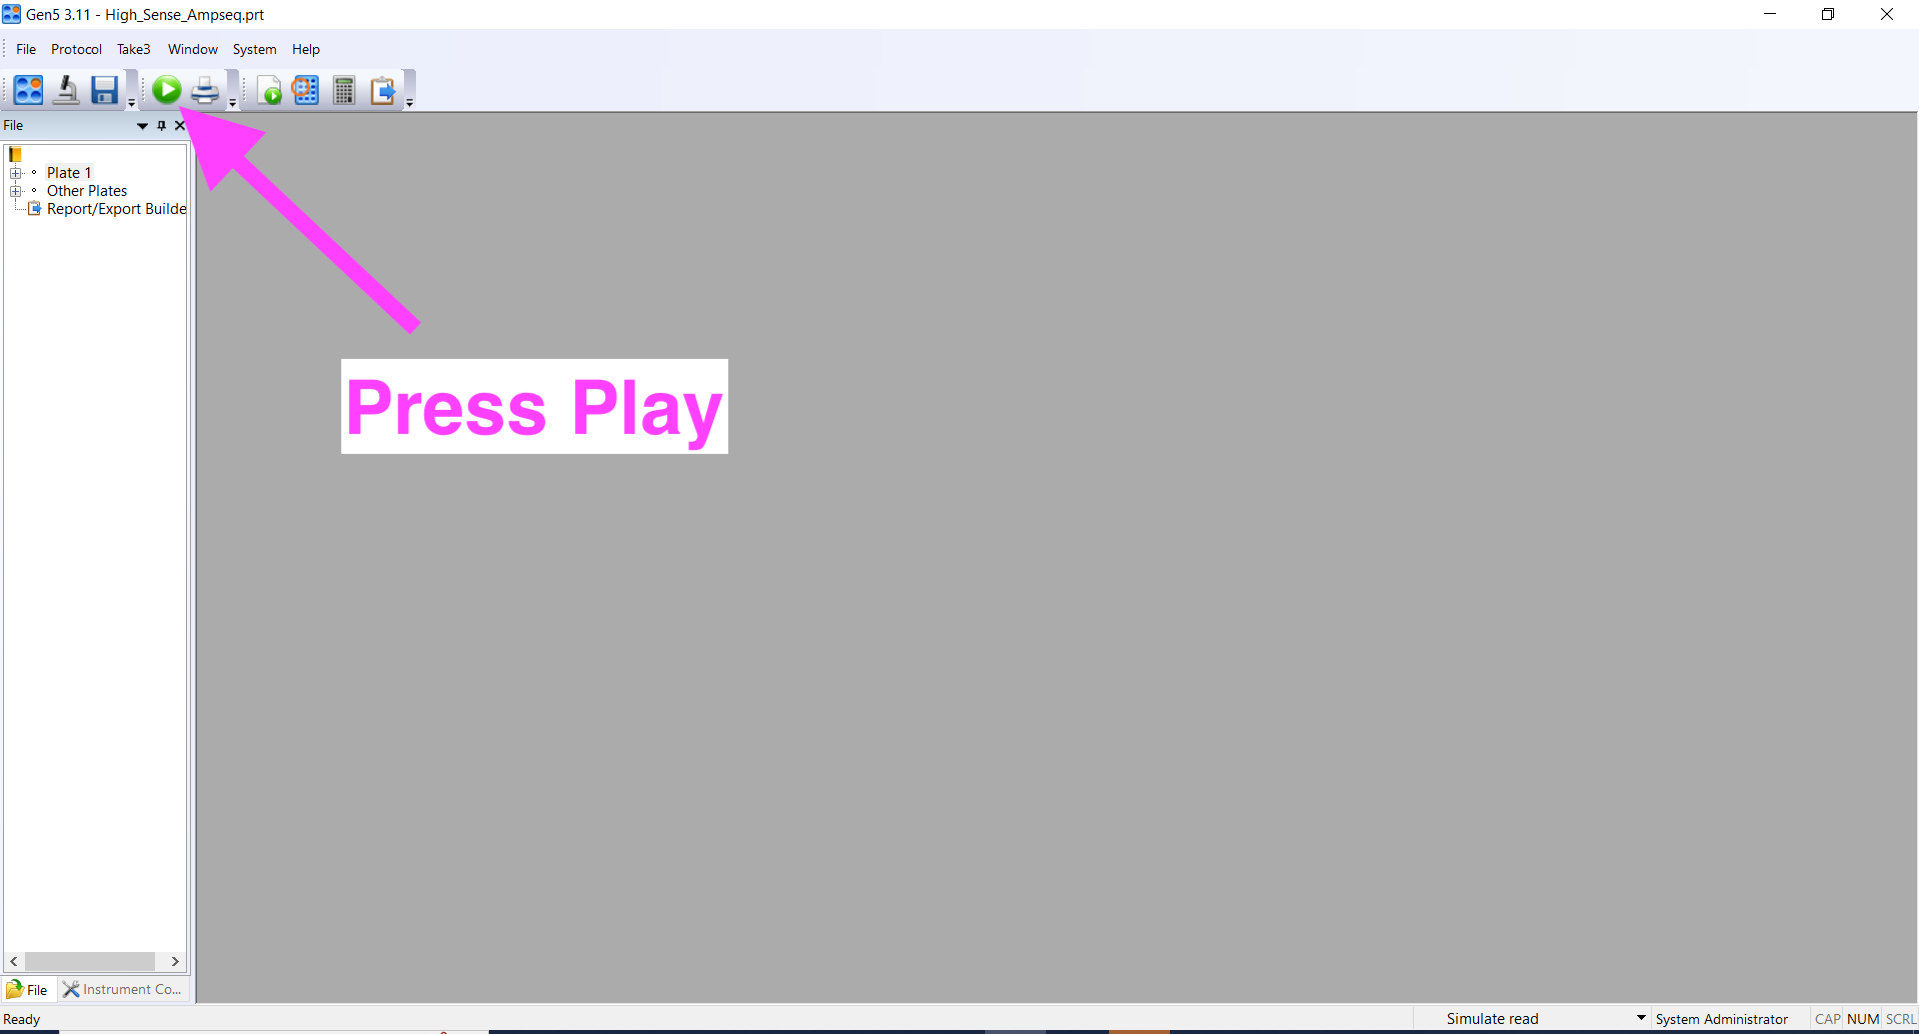 Gen5 3.11 - High_Sense_Ampseq.prt
File Protocol Take3 Window System Help
File
Plate 1
Other Plates
Report/Export Builde
Press Play
File Instrument Co...
Ready Simulate read System Administrator CAP NUM SCRL